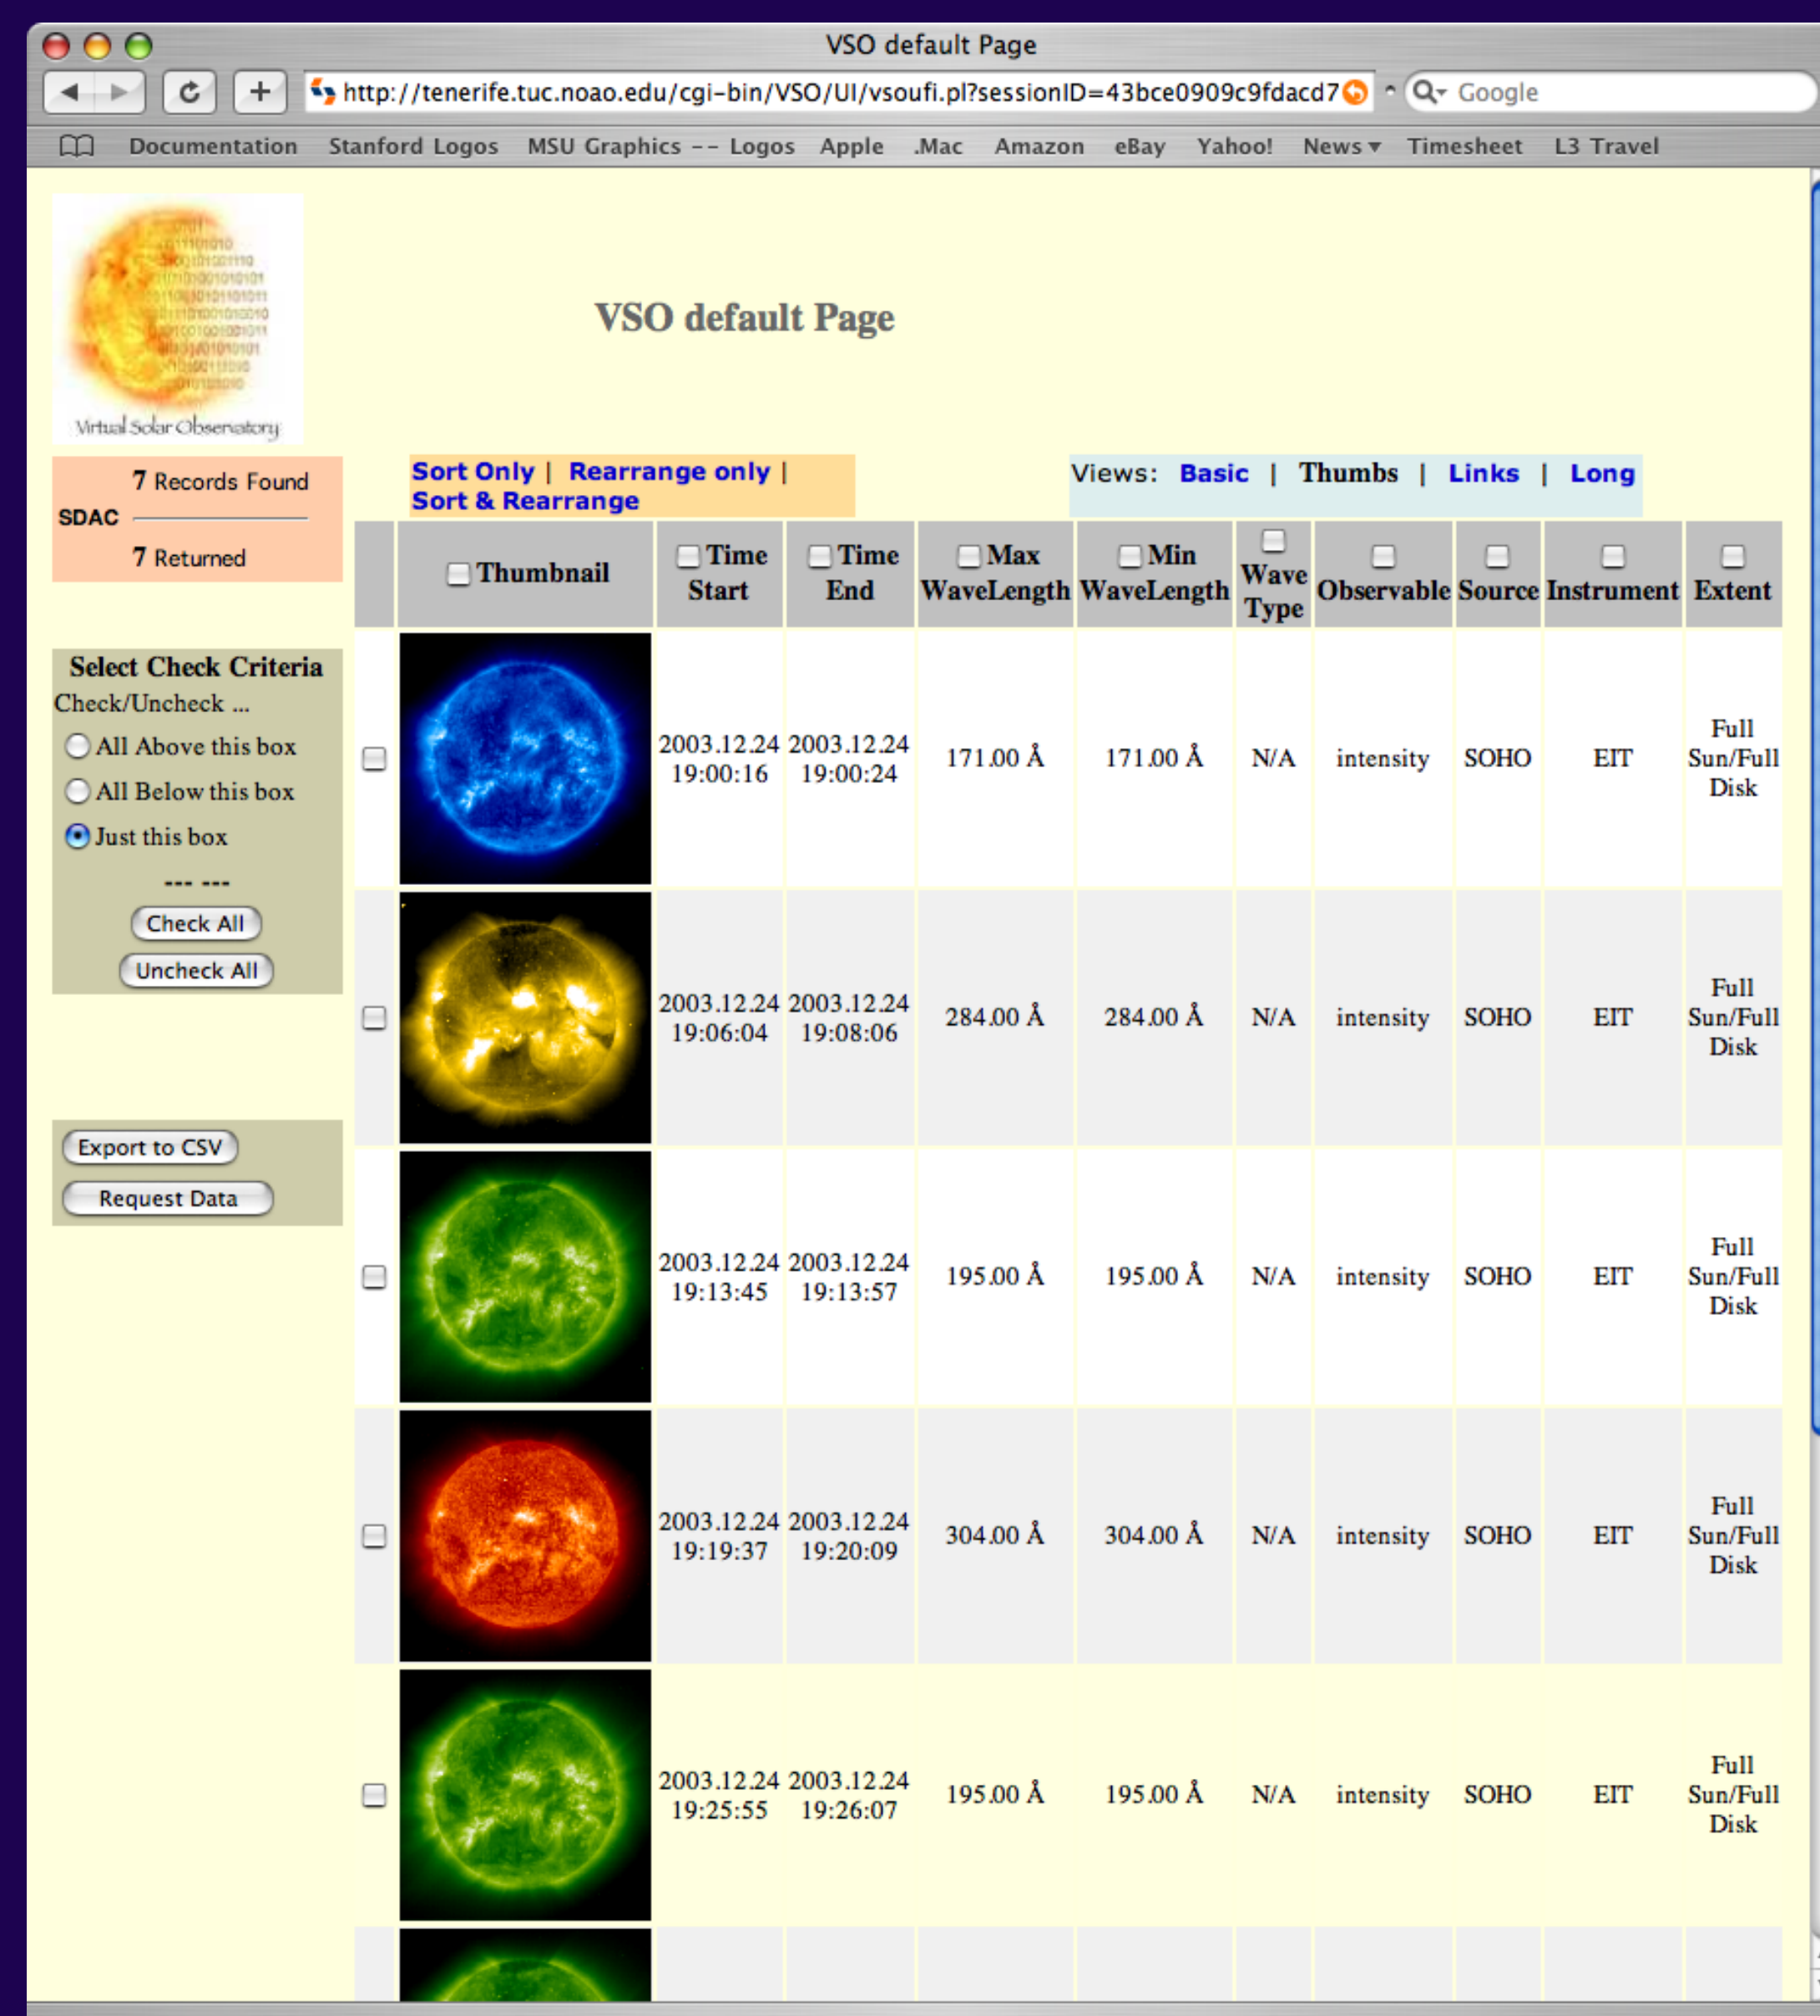 VSO default Page
http://tenerife.tuc.noao.edu/cgi-bin/VSO/UI/vsoufi.pl?sessionID=43bce0909c9fdacd7
Google
Documentation Stanford Logos MSU Graphics -- Logos Apple .Mac Amazon eBay Yahoo! News Timesheet L3 Travel
Virtual Solar Observatory
VSO default Page
7 Records Found
SDAC
7 Returned
Sort Only | Rearrange only |
Sort & Rearrange
Views: Basic | Thumbs | Links | Long
Select Check Criteria
Check/Uncheck ...
All Above this box
All Below this box
Just this box
--- ---
Check All
Uncheck All
Export to CSV
Request Data
Thumbnail
Time
Start
Time
End
Max
WaveLength
Min
WaveLength
Wave
Type
Observable
Source
Instrument
Extent
2003.12.24
19:00:16
2003.12.24
19:00:24
171.00 Å
171.00 Å
N/A
intensity
SOHO
EIT
Full
Sun/Full
Disk
2003.12.24
19:06:04
2003.12.24
19:08:06
284.00 Å
284.00 Å
N/A
intensity
SOHO
EIT
Full
Sun/Full
Disk
2003.12.24
19:13:45
2003.12.24
19:13:57
195.00 Å
195.00 Å
N/A
intensity
SOHO
EIT
Full
Sun/Full
Disk
2003.12.24
19:19:37
2003.12.24
19:20:09
304.00 Å
304.00 Å
N/A
intensity
SOHO
EIT
Full
Sun/Full
Disk
2003.12.24
19:25:55
2003.12.24
19:26:07
195.00 Å
195.00 Å
N/A
intensity
SOHO
EIT
Full
Sun/Full
Disk